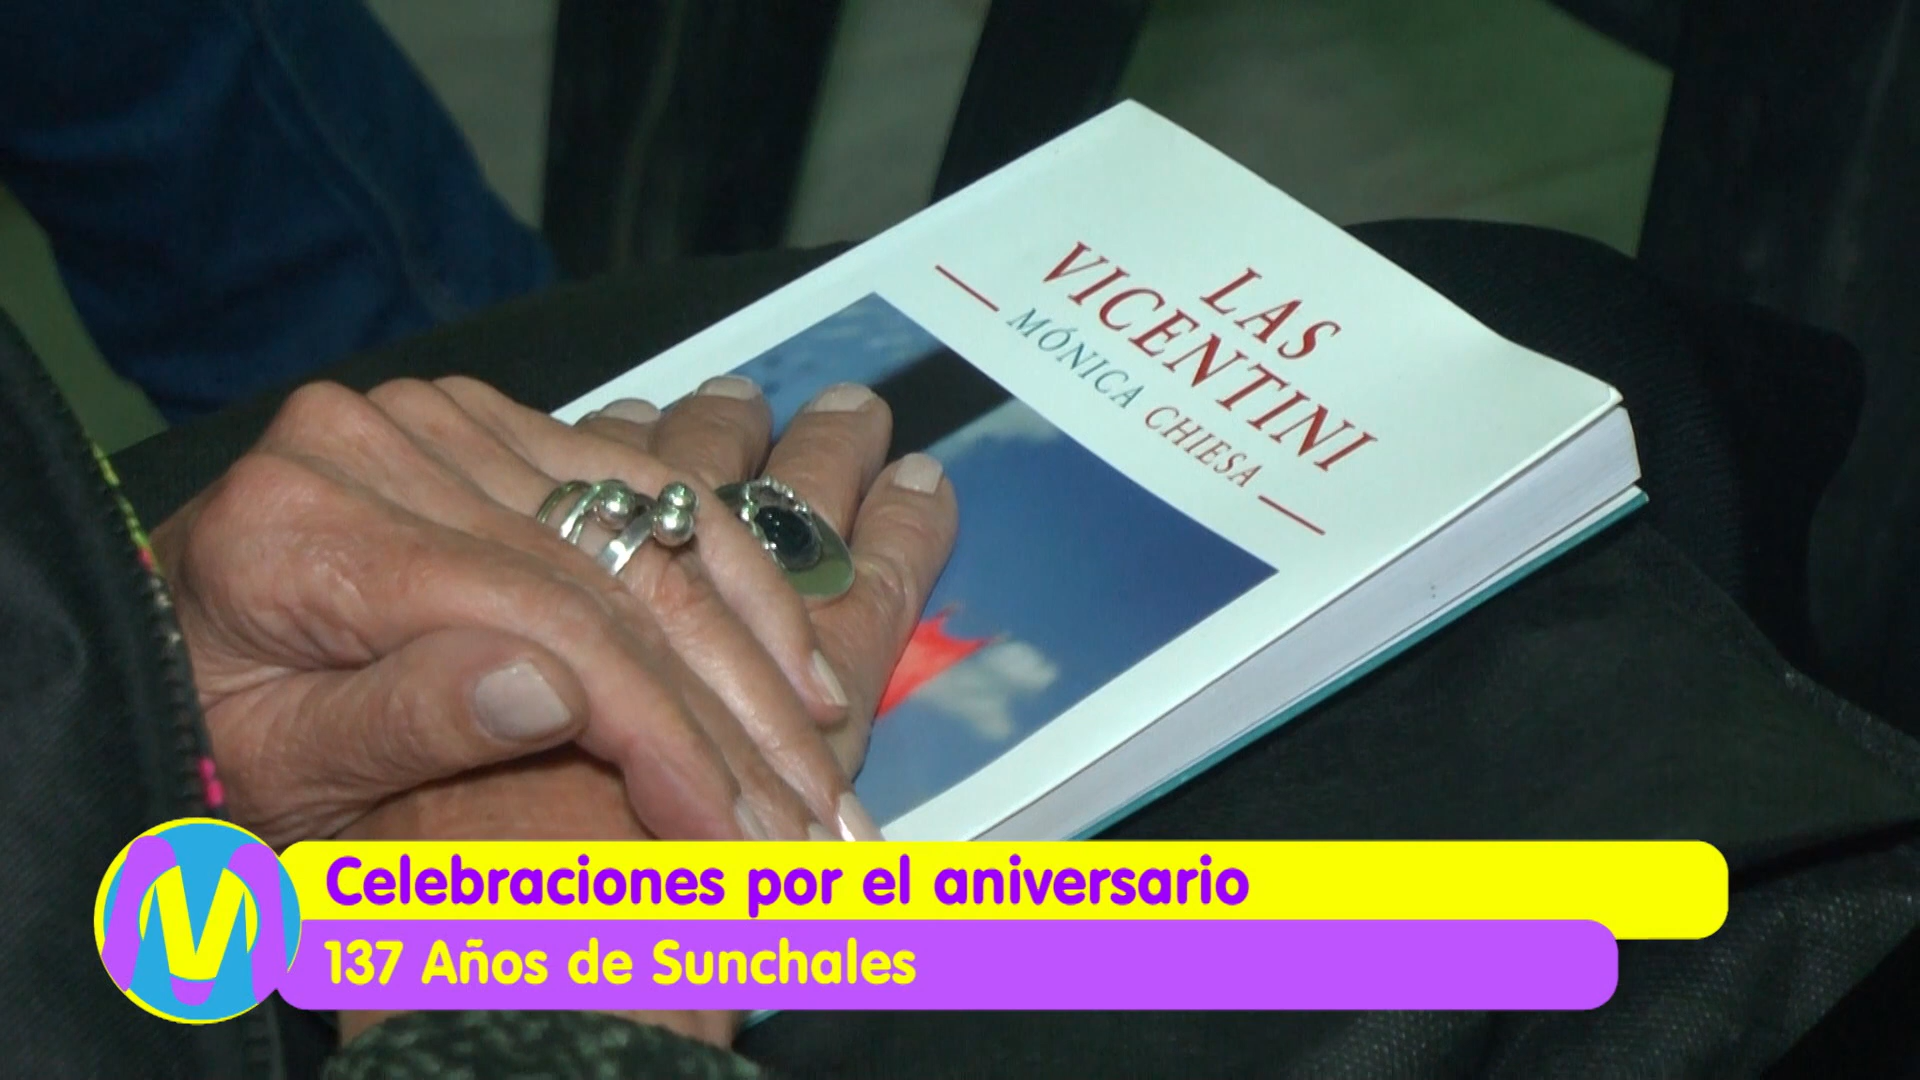 LAS
VICENTINI
MÓNICA CHIESA
Celebraciones por el aniversario
137 Años de Sunchales